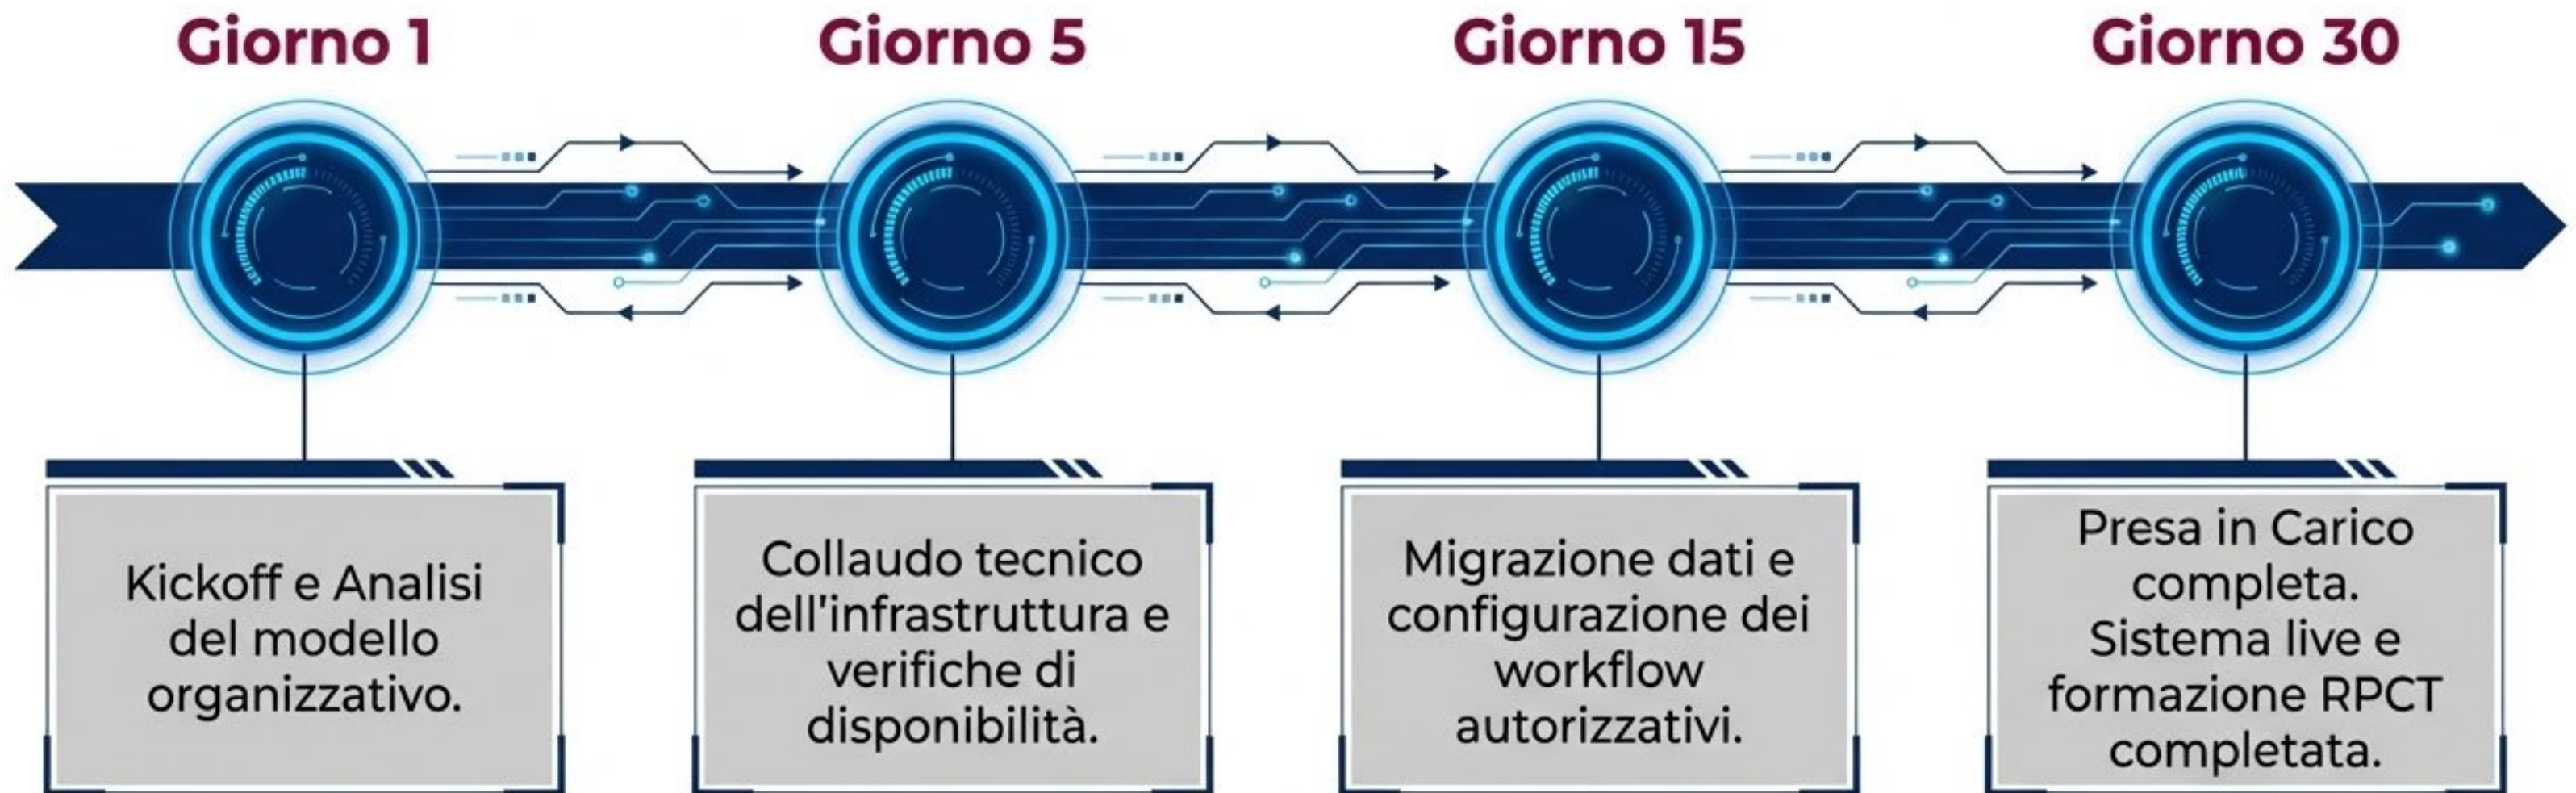 Giorno 1
Giorno 5
Giorno 15
Giorno 30
Kickoff e Analisi
del modello
organizzativo.
Collaudo tecnico
dell'infrastruttura e
verifiche di
disponibilità.
Migrazione dati e
configurazione dei
workflow
autorizzativi.
Presa in Carico
completa.
Sistema live e
formazione RPCT
completata.